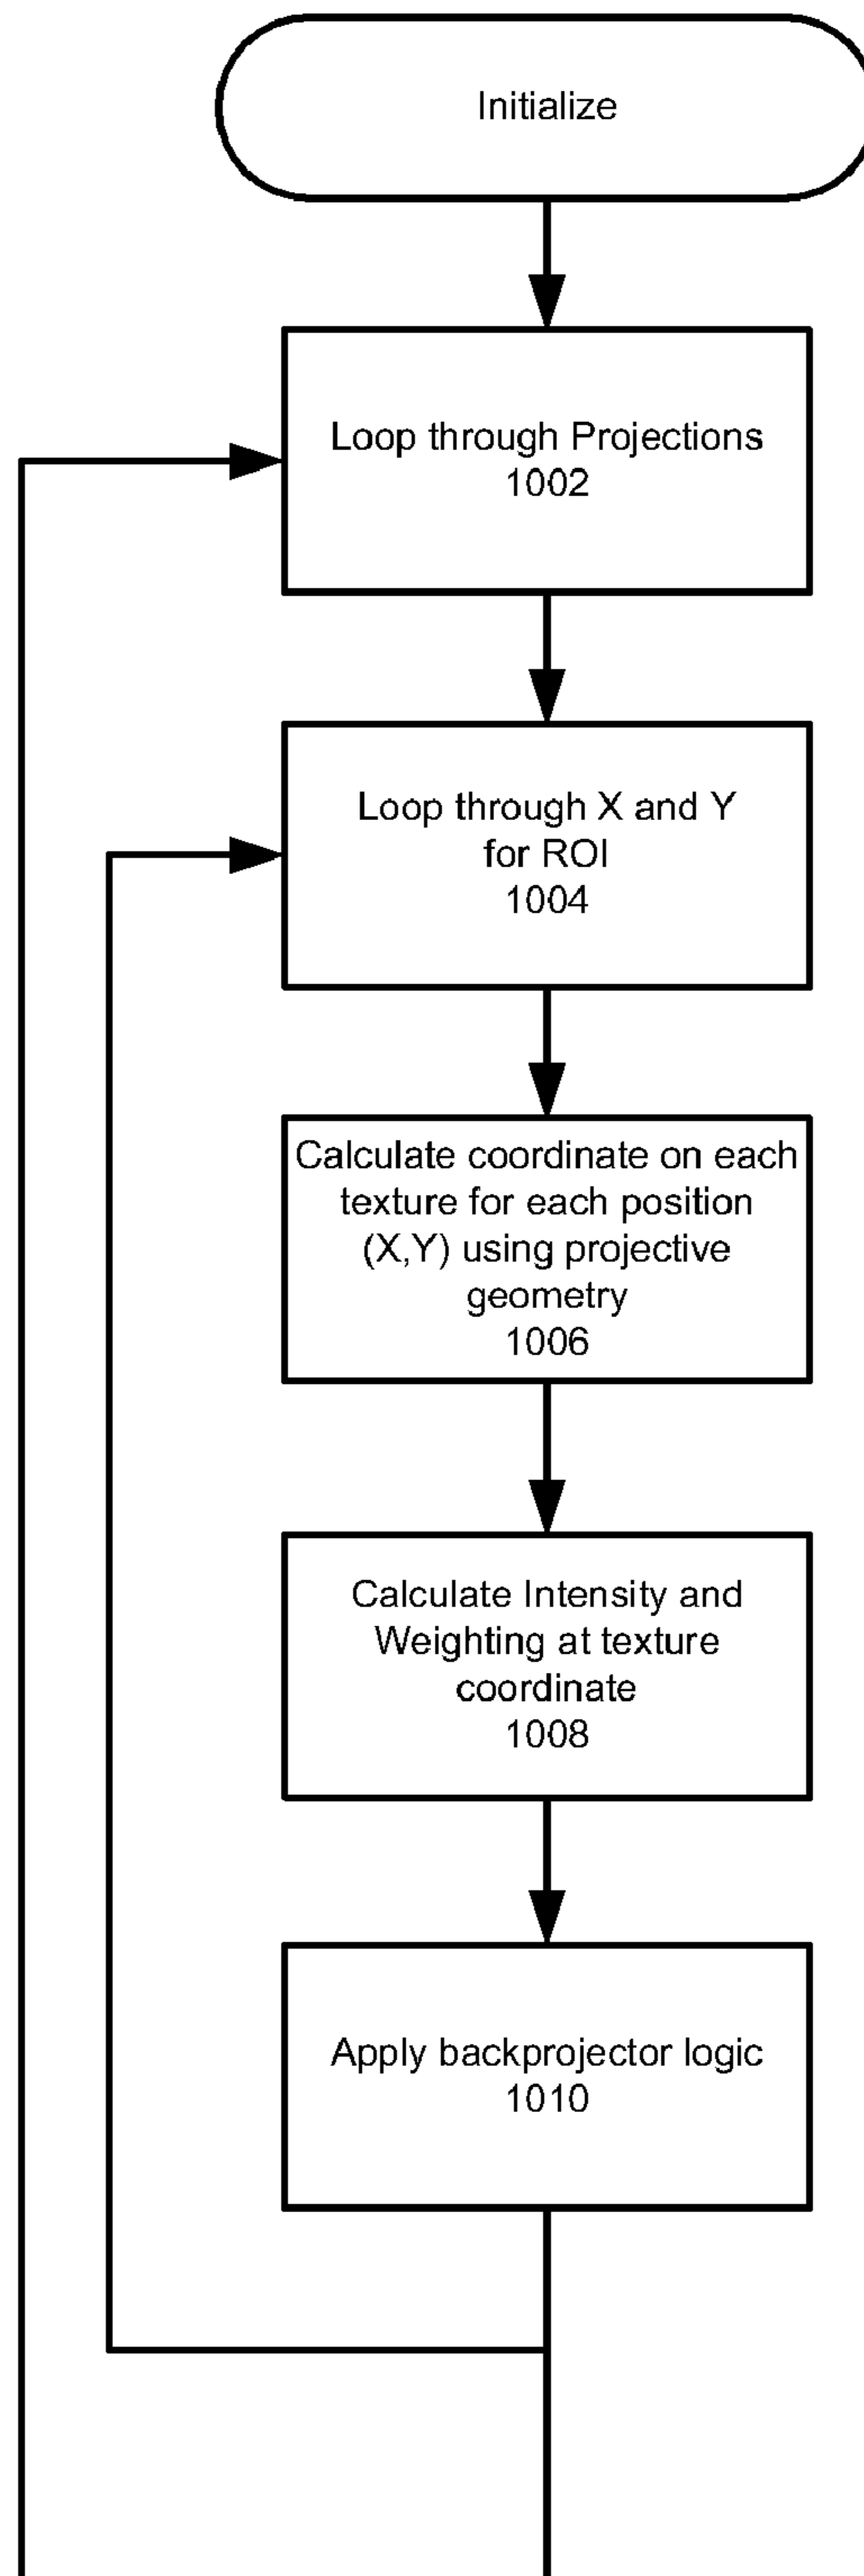 Initialize
Loop through Projections
1002
Loop through X and Y
for ROI
1004
Calculate coordinate on each
texture for each position
(X,Y) using projective
geometry
1006
Calculate Intensity and
Weighting at texture
coordinate
1008
Apply backprojector logic
1010